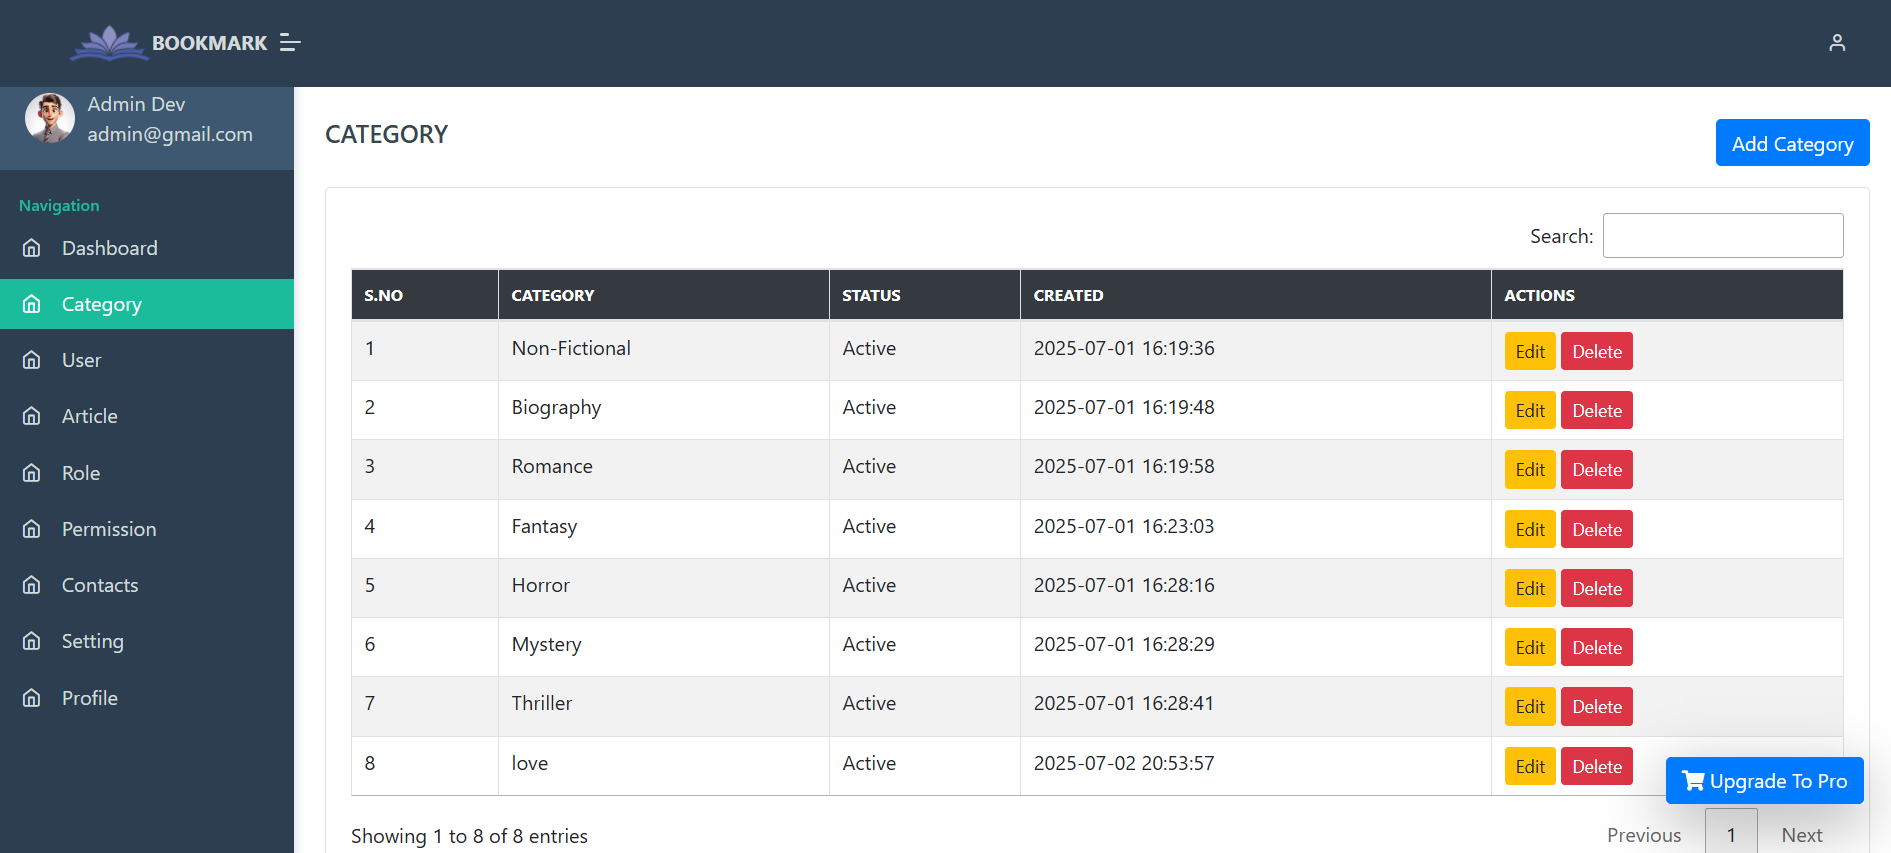 BOOKMARK
Admin Dev
admin@gmail.com
Navigation
Dashboard
Category
User
Article
Role
Permission
Contacts
Setting
Profile
CATEGORY
Add Category
Search:
S.NO CATEGORY STATUS CREATED ACTIONS
1 Non-Fictional Active 2025-07-01 16:19:36 Edit Delete
2 Biography Active 2025-07-01 16:19:48 Edit Delete
3 Romance Active 2025-07-01 16:19:58 Edit Delete
4 Fantasy Active 2025-07-01 16:23:03 Edit Delete
5 Horror Active 2025-07-01 16:28:16 Edit Delete
6 Mystery Active 2025-07-01 16:28:29 Edit Delete
7 Thriller Active 2025-07-01 16:28:41 Edit Delete
8 love Active 2025-07-02 20:53:57 Edit Delete
Upgrade To Pro
Showing 1 to 8 of 8 entries
Previous 1 Next